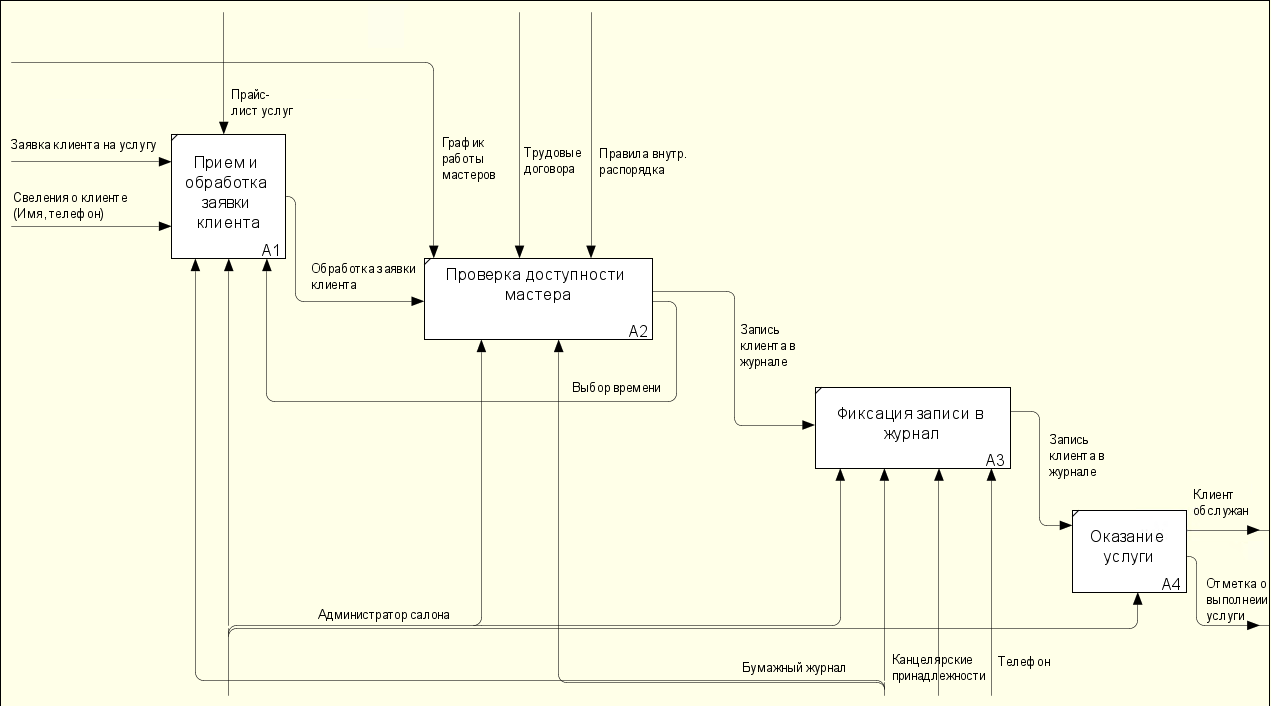 Прайс-
лист услуг
Заявка клиента на услугу
Сveления о клиенте
(Имя, телефон)
Прием и
обработка
заявки
клиента
A1
График
работы
мастеров
Трудовые
договора
Правила внутр.
распорядка
Обработка заявки
клиента
Проверка доступности
мастера
A2
Выбор времени
Запись
клиента в
журнале
Фиксация записи в
журнал
A3
Запись
клиента в
журнале
Клиент
обслужан
Оказание
услуги
A4
Отметка о
выполнеии
услуги
Администратор салона
Бумажный журнал
Канцелярские
принадлежности
Телефон